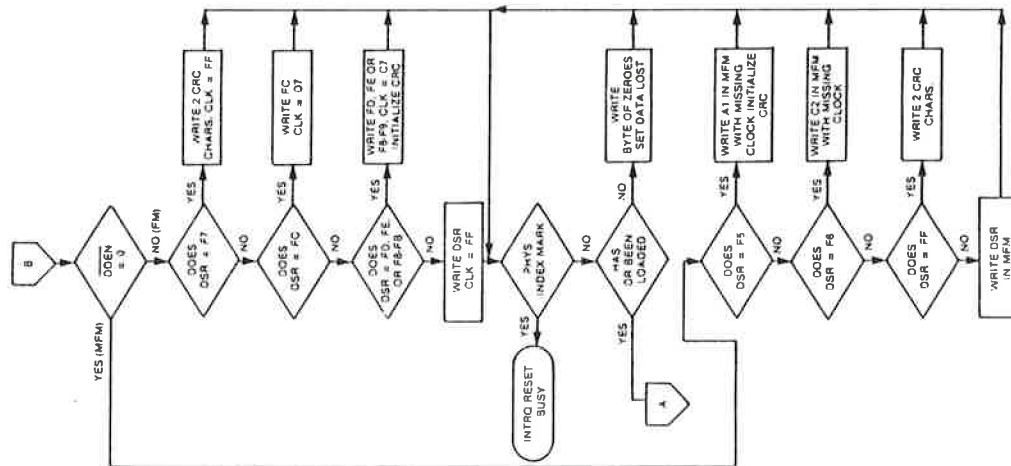 B
DDEN
= 0
YES (MFM)
NO (FM)
DOES
DSR = F7
YES
WRITE 2 CRC
CHARS. CLK = FF
NO
DOES
DSR = FC
YES
WRITE FC
CLK = 07
NO
DOES
DSR = FD, FE
OR F8-FB
YES
WRITE FD, FE OR
F8-F9, CLK = C7
INITIALIZE CRC
NO
WRITE DSR
CLK = FF
PHYS
INDEX MARK
YES
INTRQ RESET
BUSY
NO
HAS
DR BEEN
LOADED
YES
A
NO
WRITE
BYTE OF ZEROES
SET DATA LOST
DOES
DSR = F5
YES
WRITE A1 IN MFM
WITH MISSING
CLOCK INITIALIZE
CRC
NO
DOES
DSR = F6
YES
WRITE C2 IN MFM
WITH MISSING
CLOCK
NO
DOES
DSR = FF
YES
WRITE 2 CRC
CHARS.
NO
WRITE DSR
IN MFM